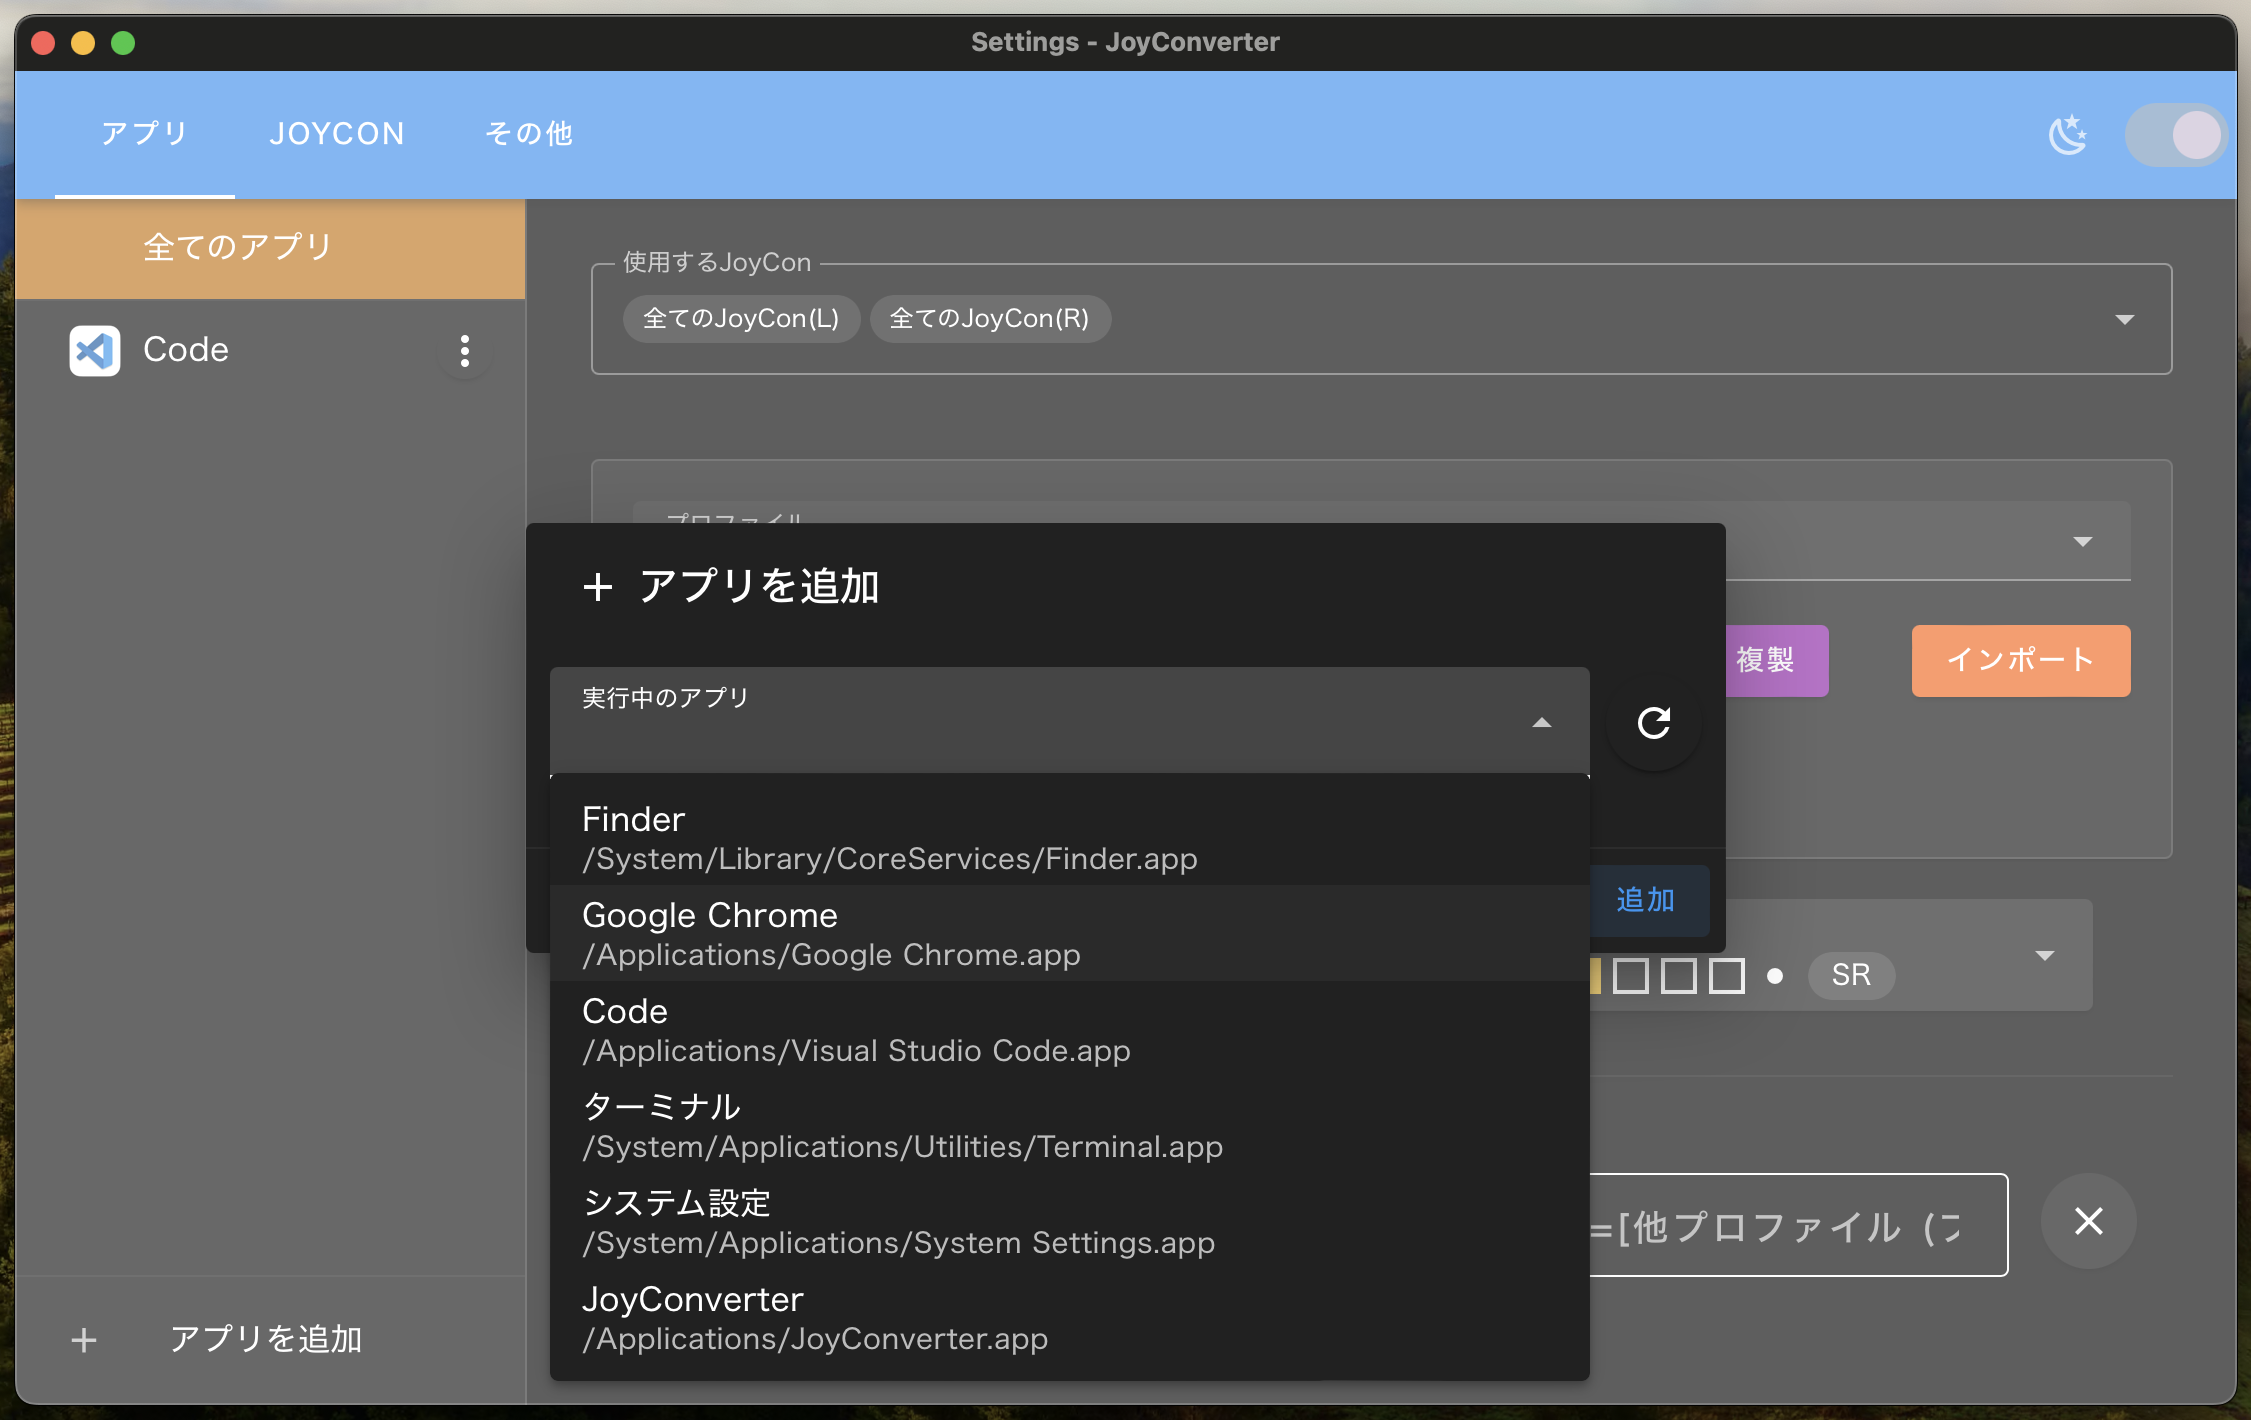 Settings - JoyConverter
アプリ
JOYCON
その他
全てのアプリ
Code
アプリを追加
使用するJoyCon
全てのJoyCon(L) 全てのJoyCon(R)
プロファイル
複製
インポート
アプリを追加
実行中のアプリ
Finder
/System/Library/CoreServices/Finder.app
Google Chrome
/Applications/Google Chrome.app
Code
/Applications/Visual Studio Code.app
ターミナル
/System/Applications/Utilities/Terminal.app
システム設定
/System/Applications/System Settings.app
JoyConverter
/Applications/JoyConverter.app
追加
SR
=[他プロファイル (